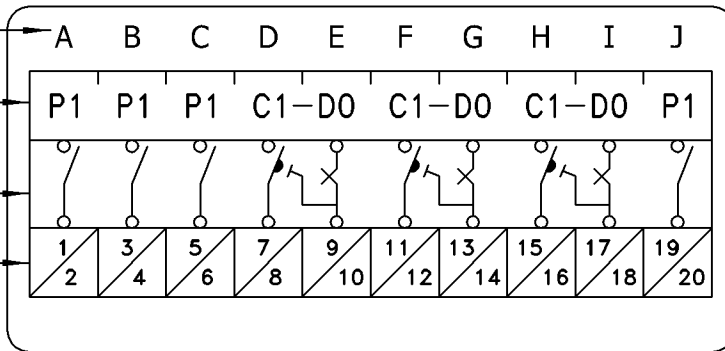 A B C D E F G H I J
P1 P1 P1 C1-D0 C1-D0 C1-D0 P1
1 3 5 7 9 11 13 15 17 19
2 4 6 8 10 12 14 16 18 20